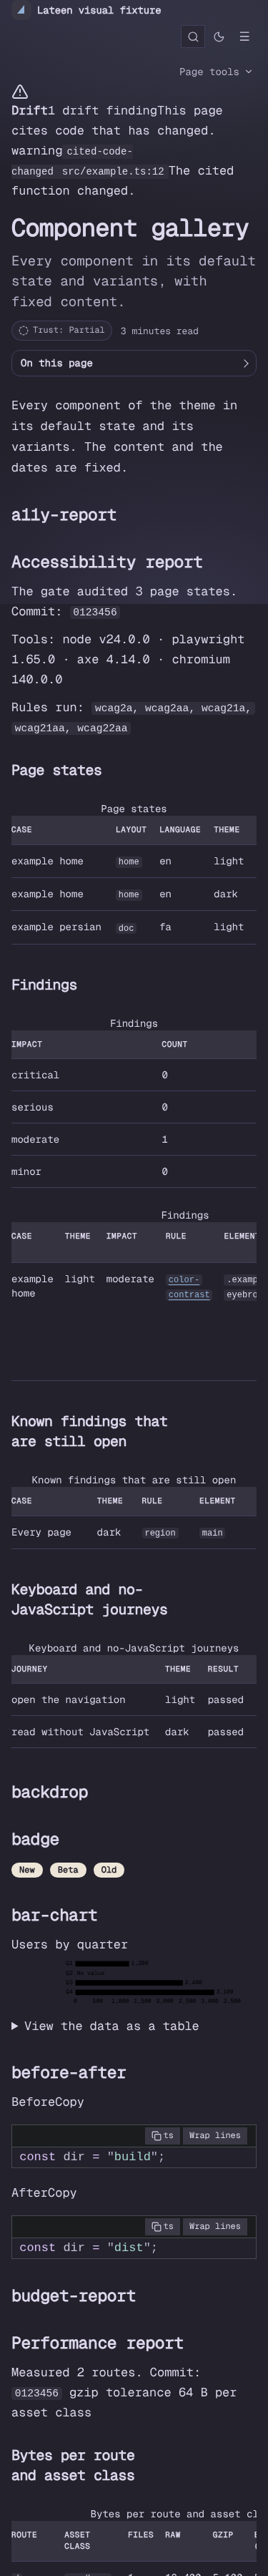 Lateen visual fixture
Page tools
Drift1 drift findingThis page
cites code that has changed.
warning cited-code-
changed src/example.ts:12 The cited
function changed.
Component gallery
Every component in its default
state and variants, with
fixed content.
Trust: Partial 3 minutes read
On this page
Every component of the theme in
its default state and its
variants. The content and the
dates are fixed.
a11y-report
Accessibility report
The gate audited 3 page states.
Commit: 0123456
Tools: node v24.0.0 · playwright
1.65.0 · axe 4.14.0 · chromium
140.0.0
Rules run: wcag2a, wcag2aa, wcag21a,
wcag21aa, wcag22aa
Page states
Page states
CASE LAYOUT LANGUAGE THEME
example home home en light
example home home en dark
example persian doc fa light
Findings
Findings
IMPACT COUNT
critical 0
serious 0
moderate 1
minor 0
Findings
CASE THEME IMPACT RULE ELEMENT
example light moderate color- .examp
home contrast eyebro
Known findings that
are still open
Known findings that are still open
CASE THEME RULE ELEMENT
Every page dark region main
Keyboard and no-
JavaScript journeys
Keyboard and no-JavaScript journeys
JOURNEY THEME RESULT
open the navigation light passed
read without JavaScript dark passed
backdrop
badge
New Beta Old
bar-chart
Users by quarter
View the data as a table
before-after
BeforeCopy
ts Wrap lines
const dir = "build";
AfterCopy
ts Wrap lines
const dir = "dist";
budget-report
Performance report
Measured 2 routes. Commit:
0123456 gzip tolerance 64 B per
asset class
Bytes per route
and asset class
Bytes per route and asset cl
ROUTE ASSET FILES RAW GZIP
CLASS